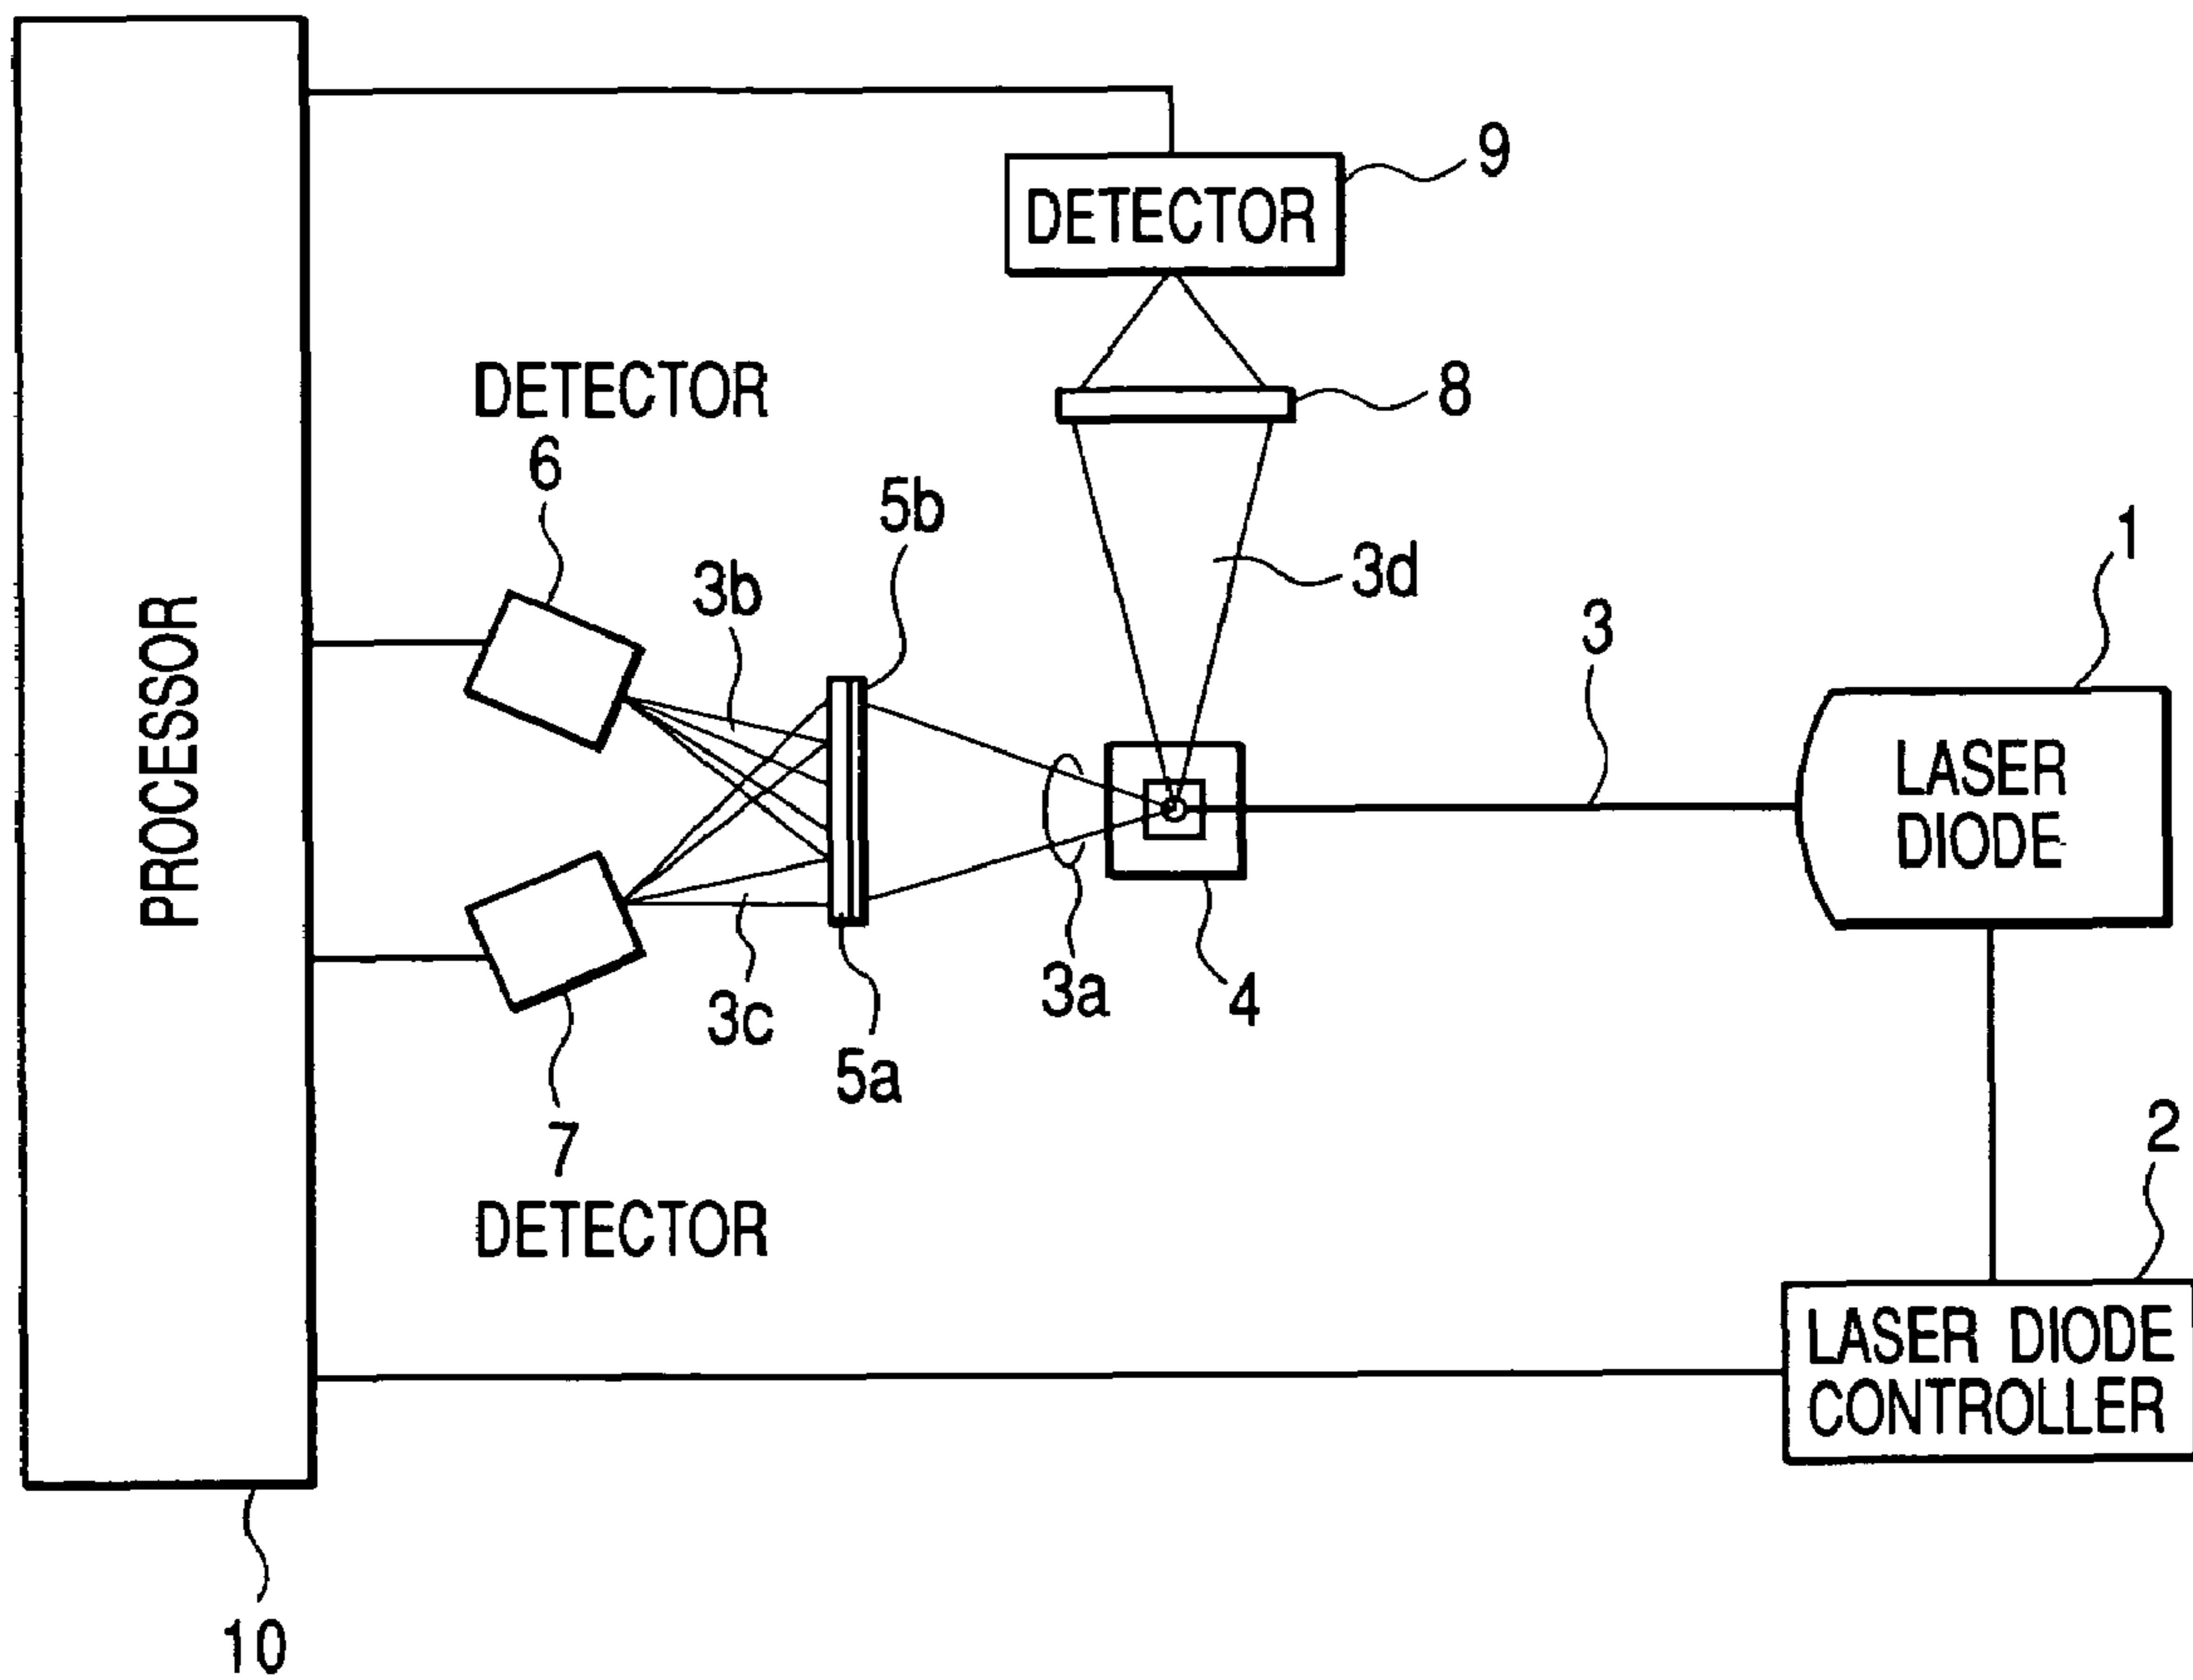 9
DETECTOR
DETECTOR
8
6
5b
1
3b
3d
3
PROCESSOR
LASER
DIODE
3c
3a
4
5a
7
2
DETECTOR
LASER DIODE
CONTROLLER
10